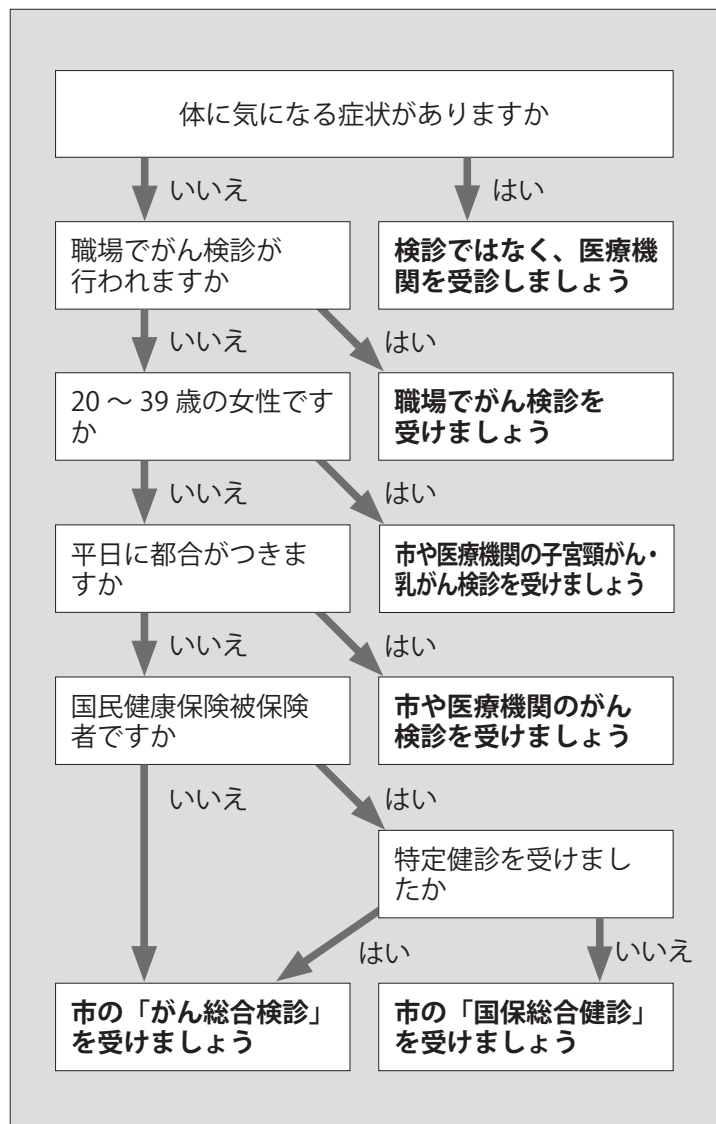 体に気になる症状がありますか
いいえ
はい
職場でがん検診が
行われますか
検診ではなく、医療機
関を受診しましょう
いいえ
はい
20 〜 39 歳の女性です
か
職場でがん検診を
受けましょう
いいえ
はい
平日に都合がつきま
すか
市や医療機関の子宮頸がん・
乳がん検診を受けましょう
いいえ
はい
国民健康保険被保険
者ですか
市や医療機関のがん
検診を受けましょう
いいえ
はい
特定健診を受けまし
たか
はい
いいえ
市の「がん総合検診」
を受けましょう
市の「国保総合健診」
を受けましょう